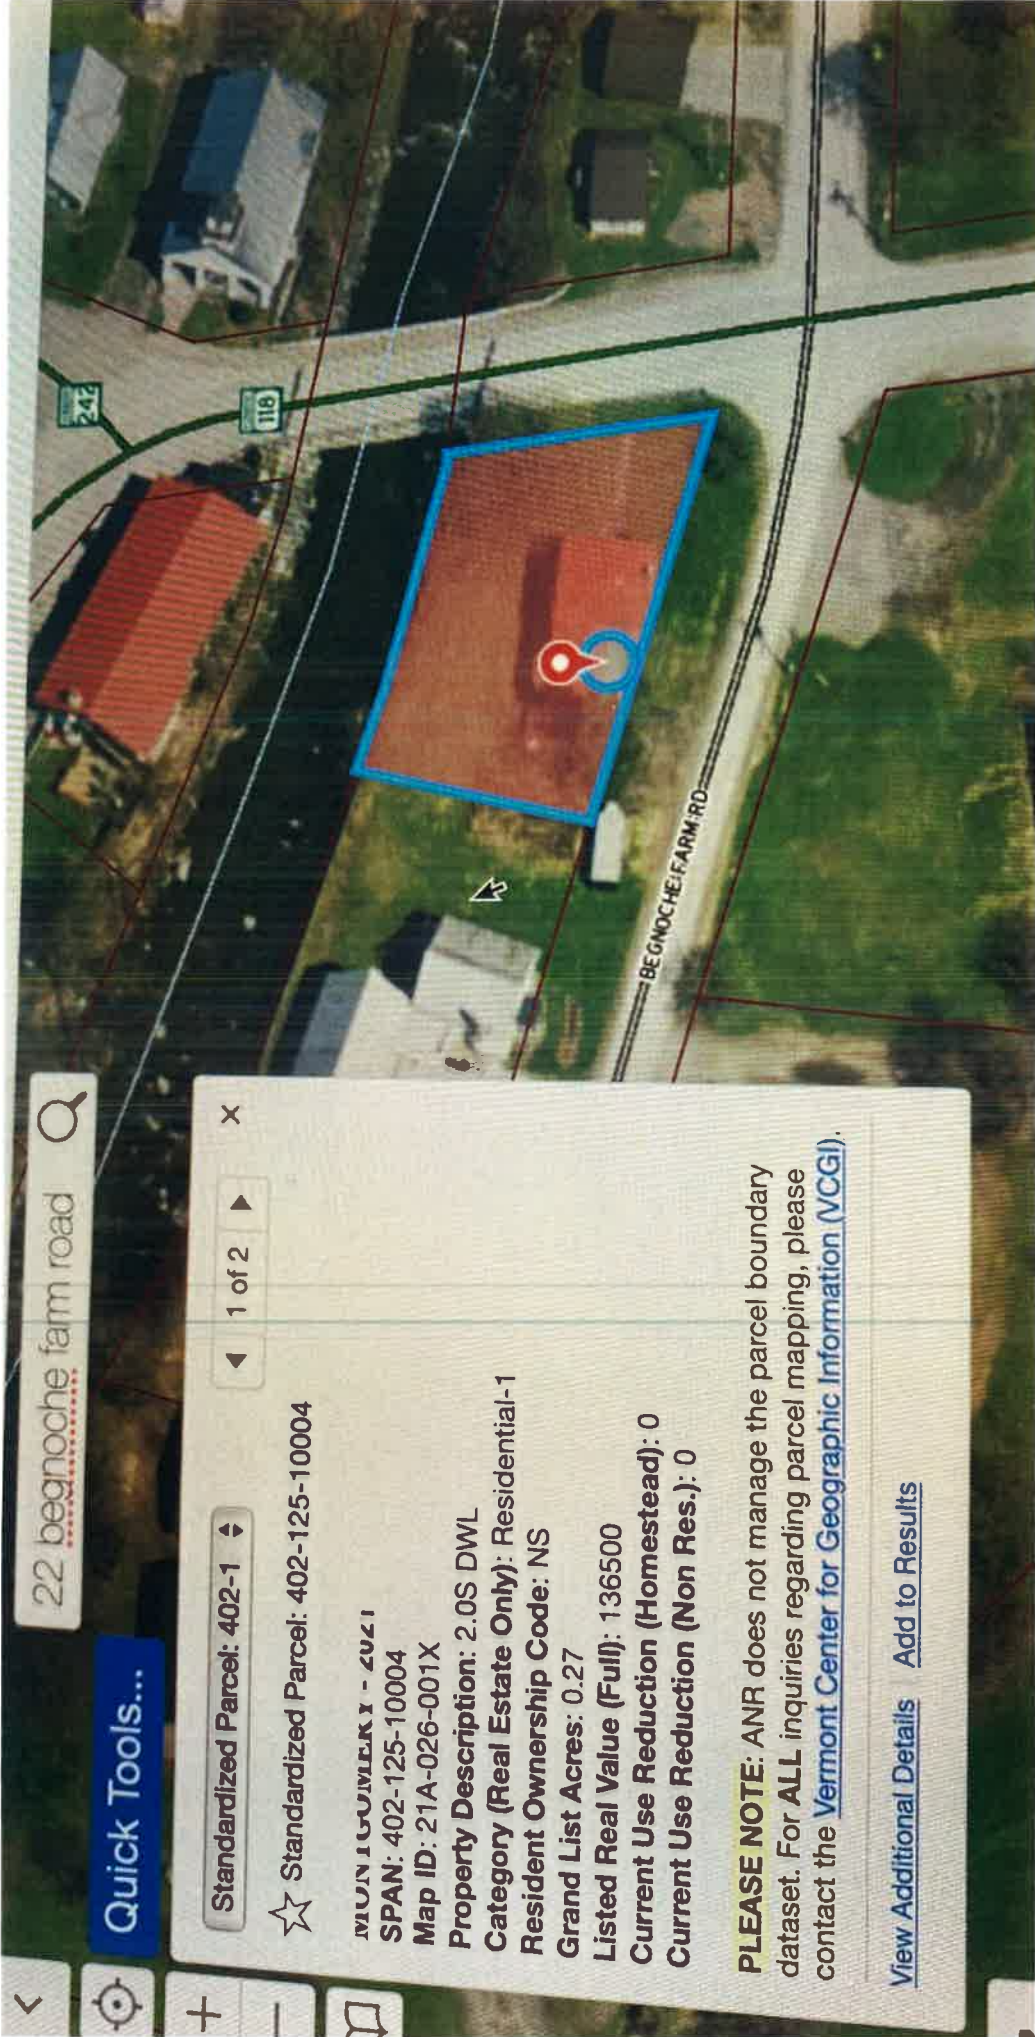 22 begnoche farm road
Quick Tools...
Standardized Parcel: 402-1
1 of 2
X
Standardized Parcel: 402-125-10004
MONTGOMERY - 2021
SPAN: 402-125-10004
Map ID: 21A-026-001X
Property Description: 2.0S DWL
Category (Real Estate Only): Residential-1
Resident Ownership Code: NS
Grand List Acres: 0.27
Listed Real Value (Full): 136500
Current Use Reduction (Homestead): 0
Current Use Reduction (Non Res.): 0
PLEASE NOTE: ANR does not manage the parcel boundary
dataset. For ALL inquiries regarding parcel mapping, please
contact the Vermont Center for Geographic Information (VCGI).
View Additional Details | Add to Results
242
118
BEGNOCHE FARM RD